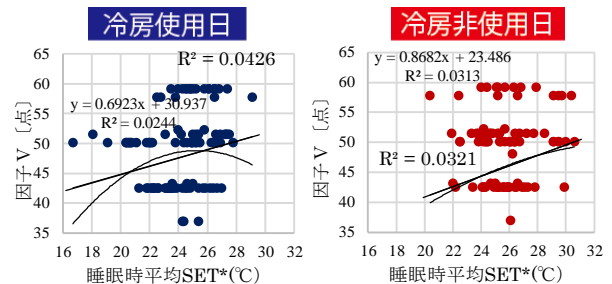 冷房使用日
R² = 0.0426
y = 0.6923x + 30.937
R² = 0.0244
因子 V 〔点〕
65
60
55
50
45
40
35
16 18 20 22 24 26 28 30 32
睡眠時平均SET*(℃)
冷房非使用日
y = 0.8682x + 23.486
R² = 0.0313
R² = 0.0321
因子 V 〔点〕
65
60
55
50
45
40
35
16 18 20 22 24 26 28 30 32
睡眠時平均SET*(℃)